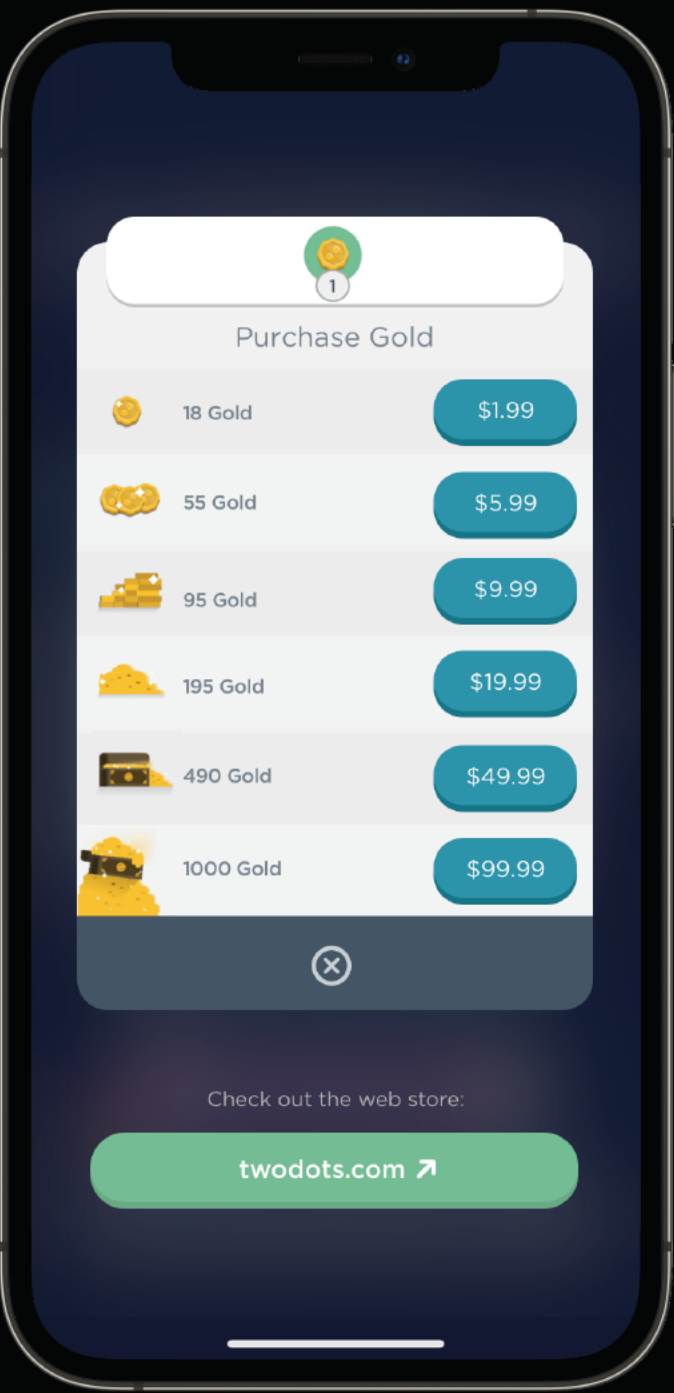 1
Purchase Gold
18 Gold
$1.99
55 Gold
$5.99
95 Gold
$9.99
195 Gold
$19.99
490 Gold
$49.99
1000 Gold
$99.99
Check out the web store:
twodots.com